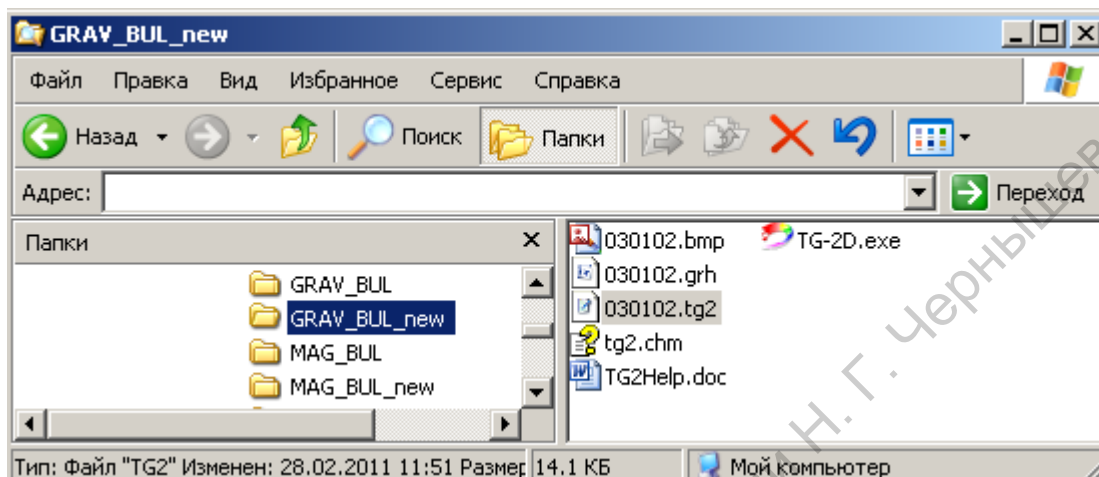 GRAV_BUL_new
Файл Правка Вид Избранное Сервис Справка
Назад Поиск Папки
Адрес: Переход
Папки
GRAV_BUL
GRAV_BUL_new
MAG_BUL
MAG_BUL_new
030102.bmp TG-2D.exe
030102.grh
030102.tg2
tg2.chm
TG2Help.doc
Тип: Файл "TG2" Изменен: 28.02.2011 11:51 Размер 14.1 КБ Мой компьютер
Н. Г. Чернышев